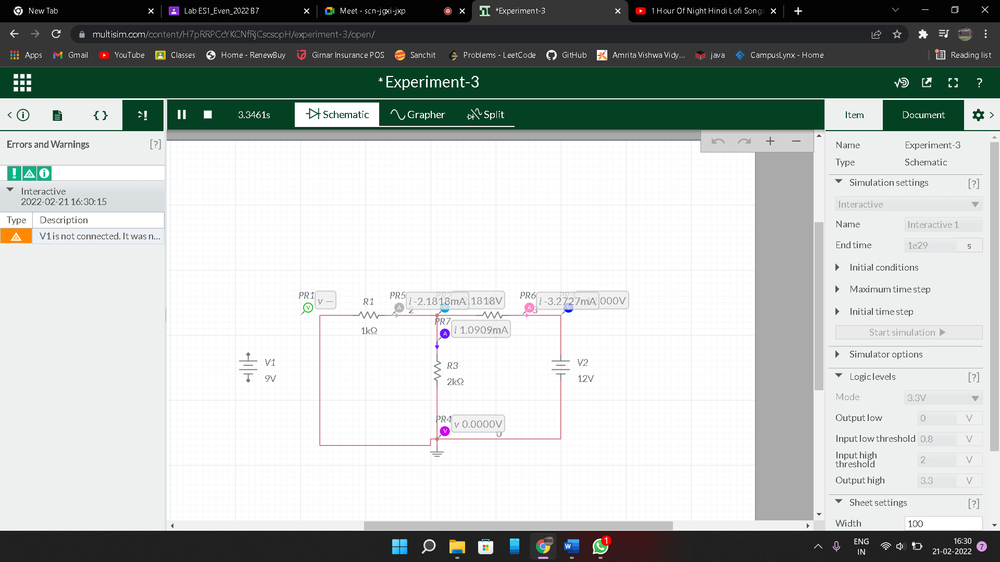 New Tab
Lab ES1_Even_2022 B7
Meet - scn-jgxi-jxp
*Experiment-3
1 Hour Of Night Hindi Lofi Songs
multisim.com/content/H7pRRPCcYKCNfRjCscsopH/experiment-3/open/
Apps
Gmail
YouTube
Classes
Home - RenewBuy
Girnar Insurance POS
Sanchit
Problems - LeetCode
GitHub
Amrita Vishwa Vidy...
java
CampusLynx - Home
Reading list
*Experiment-3
?
3.3461s
Schematic
Grapher
Split
Item
Document
Errors and Warnings
[?]
Interactive
2022-02-21 16:30:15
Type
Description
V1 is not connected. It was n...
PR1
v —
R1
1kΩ
PR5
i -2.1818mA
.1818V
2
PR6
i -3.2727mA
.000V
3
PR7
i 1.0909mA
R3
2kΩ
V1
9V
V2
12V
PR4
v 0.0000V
0
Name
Experiment-3
Type
Schematic
Simulation settings
[?]
Interactive
Name
Interactive 1
End time
1e29
s
Initial conditions
Maximum time step
Initial time step
Start simulation
Simulator options
Logic levels
[?]
Mode
3.3V
Output low
0
V
Input low threshold
0.8
V
Input high
threshold
2
V
Output high
3.3
V
Sheet settings
[?]
Width
100
1
ENG
IN
16:30
21-02-2022
7